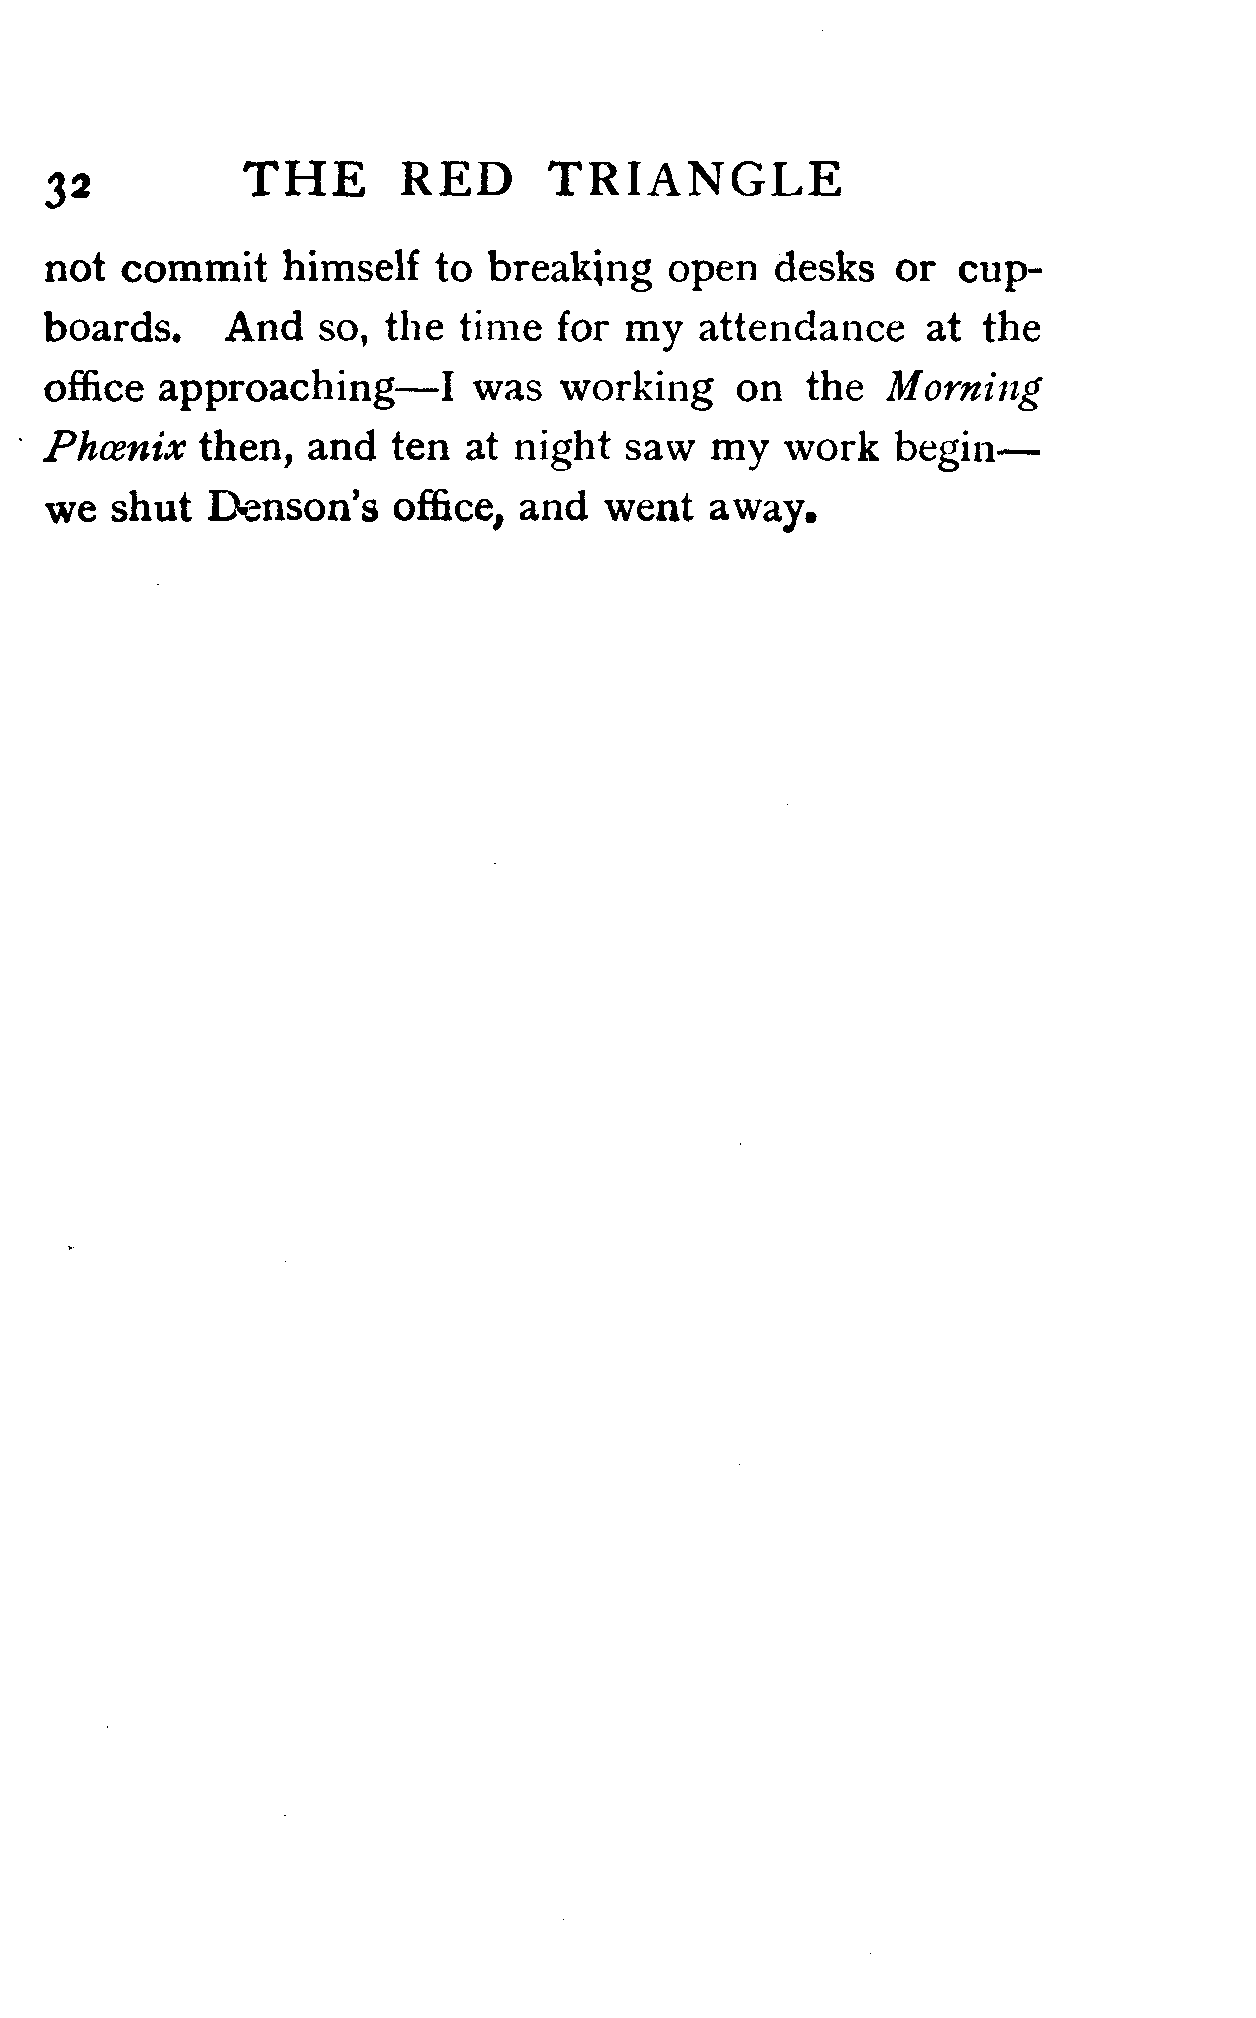 32 THE RED TRIANGLE
not commit himself to breaking open desks or cup-
boards. And so, the time for my attendance at the
office approaching—I was working on the Morning
Phœnix then, and ten at night saw my work begin—
we shut Denson's office, and went away.